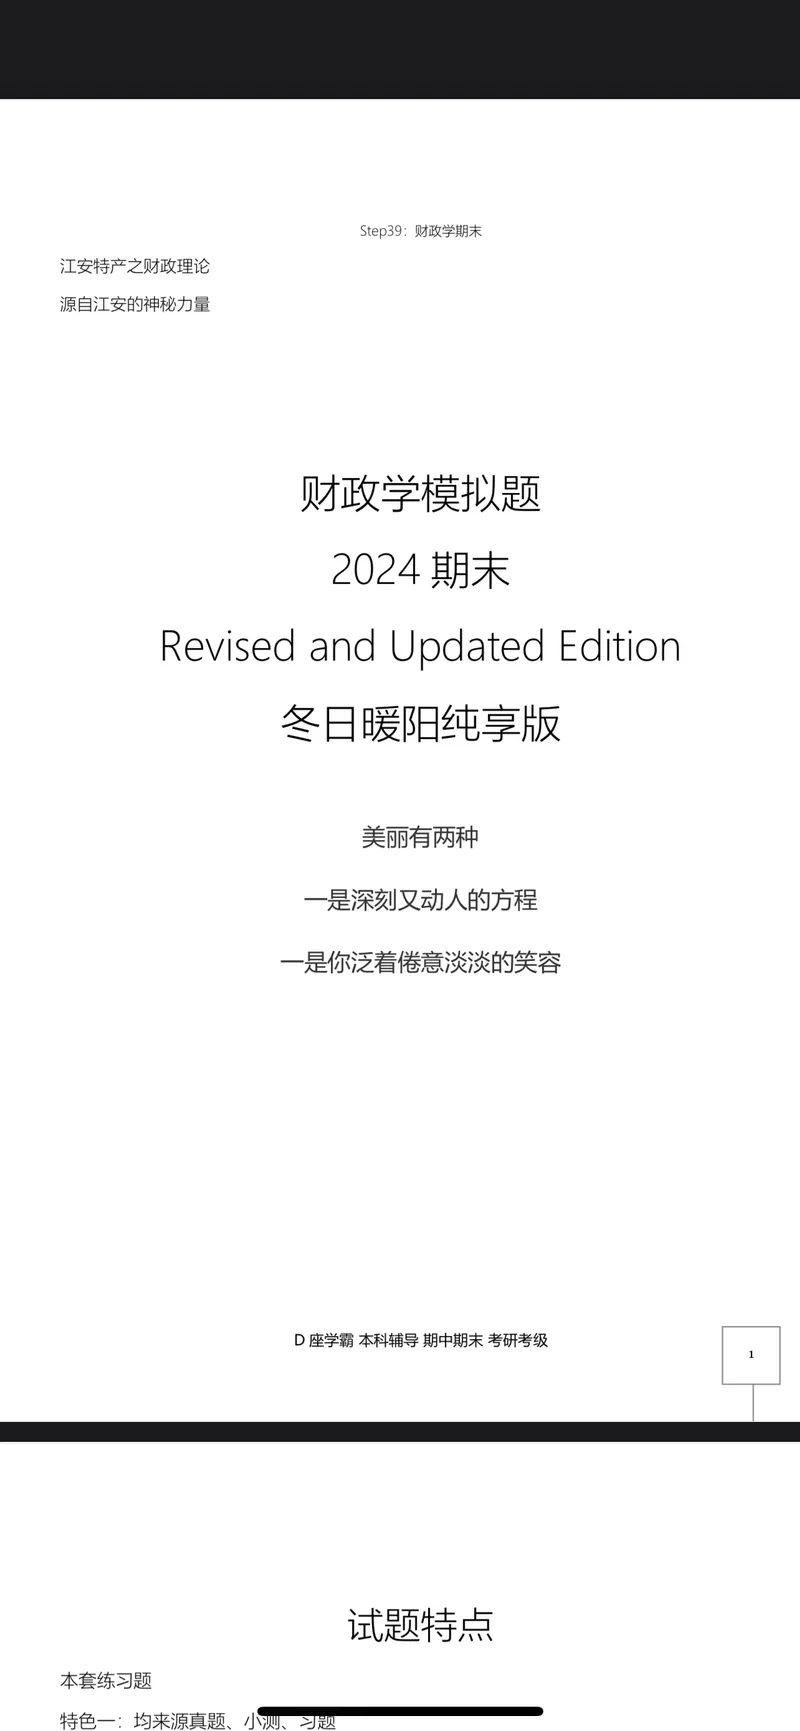 Step39：财政学期末
江安特产之财政理论
源自江安的神秘力量
财政学模拟题
2024 期末
Revised and Updated Edition
冬日暖阳纯享版
美丽有两种
一是深刻又动人的方程
一是你泛着倦意淡淡的笑容
D 座学霸 本科辅导 期中期末 考研考级
1
试题特点
本套练习题
特色一：均来源真题、小测、习题